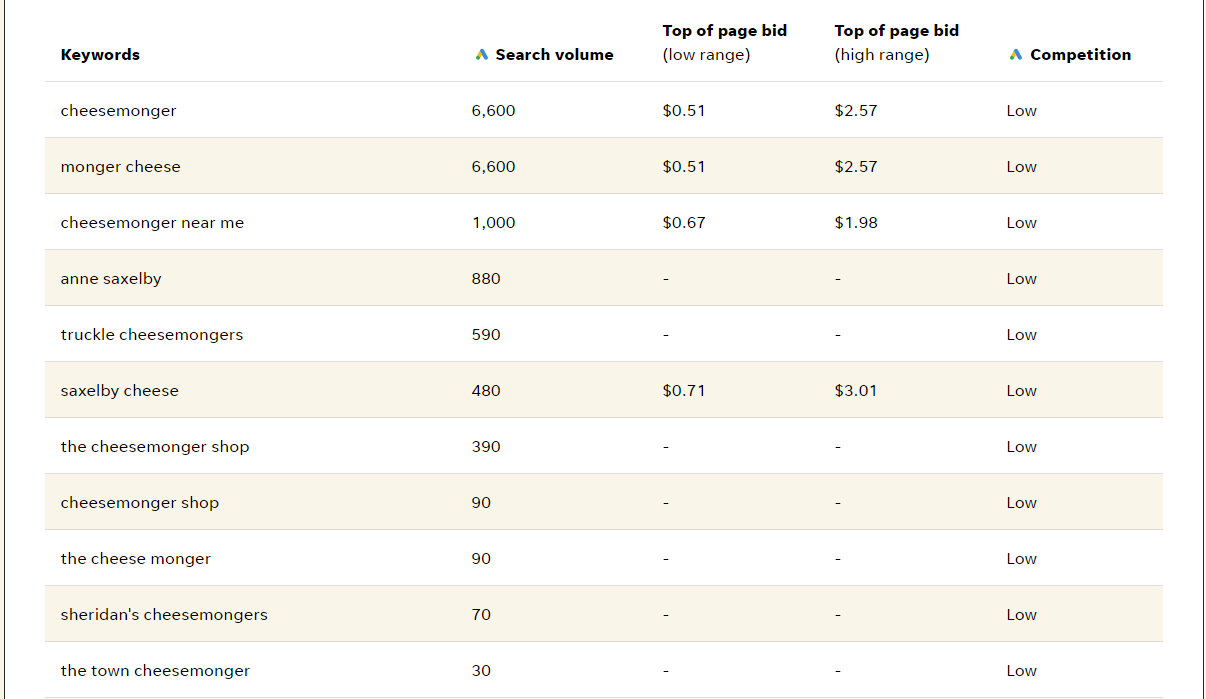 Keywords Search volume Top of page bid (low range) Top of page bid (high range) Competition
cheesemonger 6,600 $0.51 $2.57 Low
monger cheese 6,600 $0.51 $2.57 Low
cheesemonger near me 1,000 $0.67 $1.98 Low
anne saxelby 880 - - Low
truckle cheesemongers 590 - - Low
saxelby cheese 480 $0.71 $3.01 Low
the cheesemonger shop 390 - - Low
cheesemonger shop 90 - - Low
the cheese monger 90 - - Low
sheridan's cheesemongers 70 - - Low
the town cheesemonger 30 - - Low